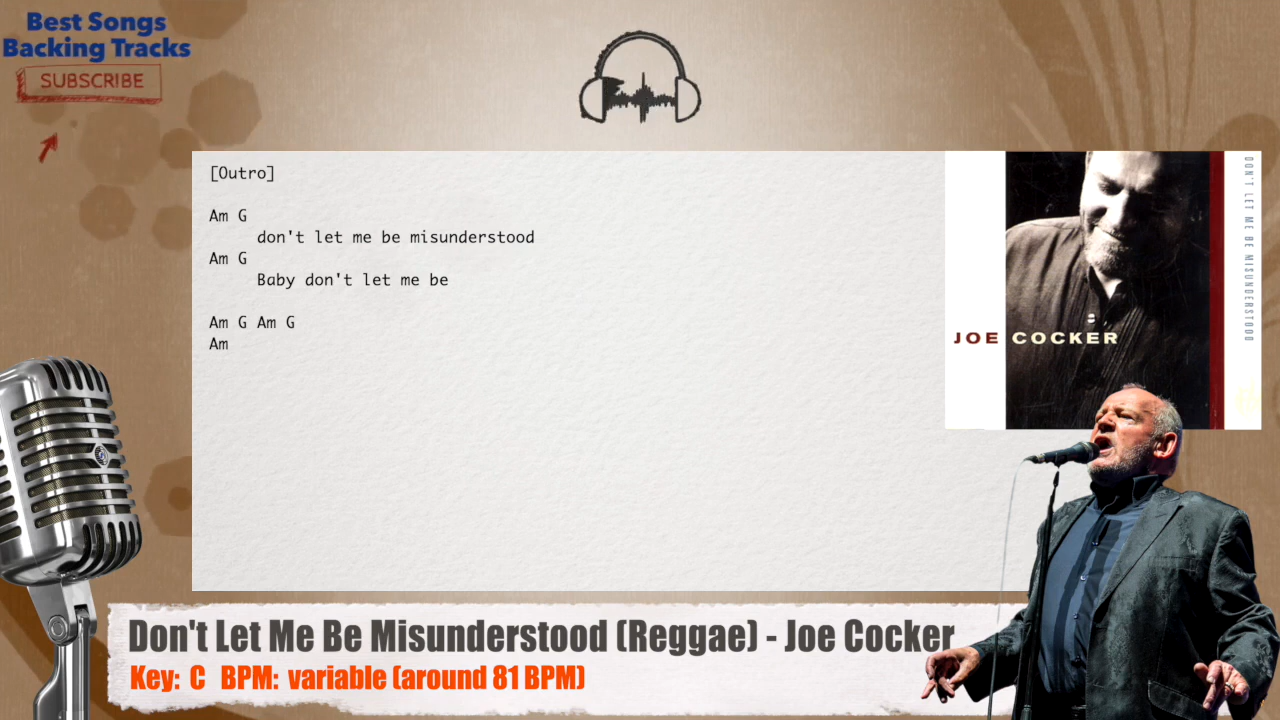 Best Songs
Backing Tracks
SUBSCRIBE
[Outro]
Am G
don't let me be misunderstood
Am G
Baby don't let me be
Am G Am G
Am
JOE COCKER
DON'T LET ME BE MISUNDERSTOOD
Don't Let Me Be Misunderstood (Reggae) - Joe Cocker
Key: C BPM: variable (around 81 BPM)